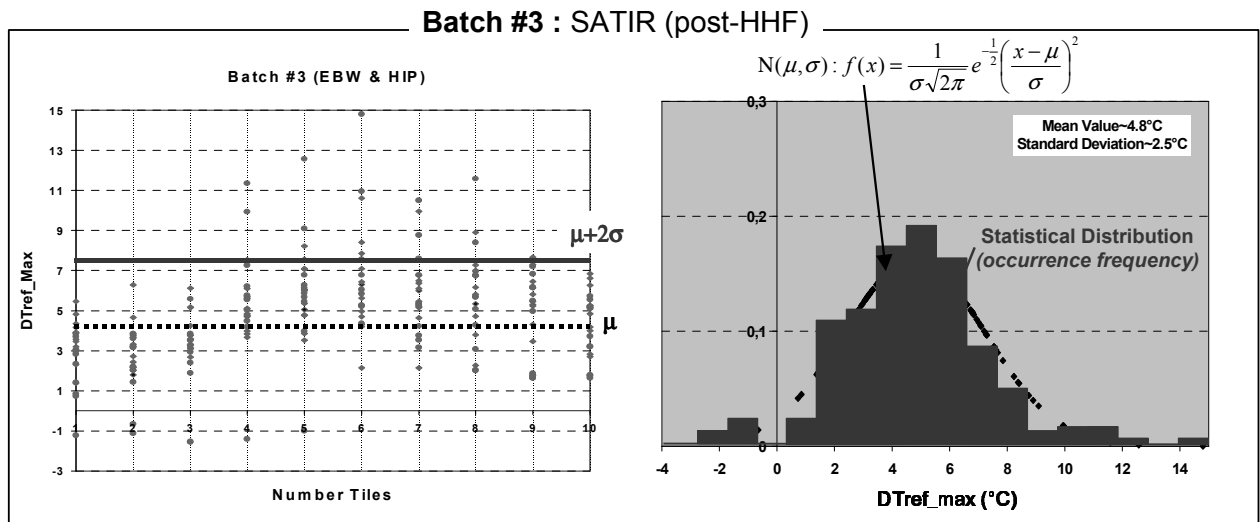 Batch #3 : SATIR (post-HHF)
Batch #3 (EBW & HIP)
15
13
11
9
7
5
3
1
-1
-3
DTref_Max
1 2 3 4 5 6 7 8 9 10
Number Tiles
μ+2σ
μ
N(μ,σ): f(x) = 1/(σ√2π) e^-1/2((x-μ)/σ)^2
0,3
0,2
0,1
0
Mean Value~4.8°C
Standard Deviation~2.5°C
Statistical Distribution
(occurrence frequency)
-4 -2 0 2 4 6 8 10 12 14
DTref_max (°C)